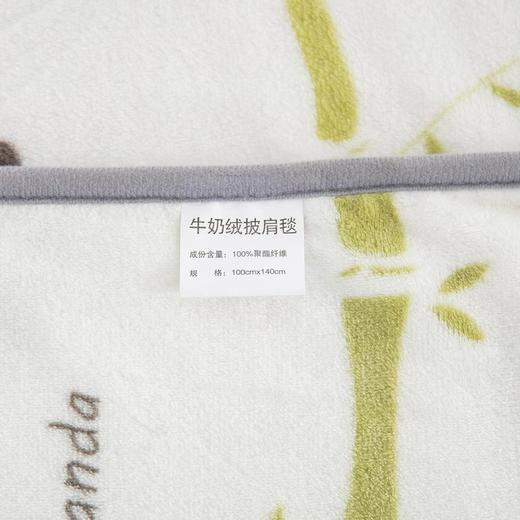 牛奶绒披肩毯
成份含量：100%聚酯纤维
规 格：100cmx140cm
anda